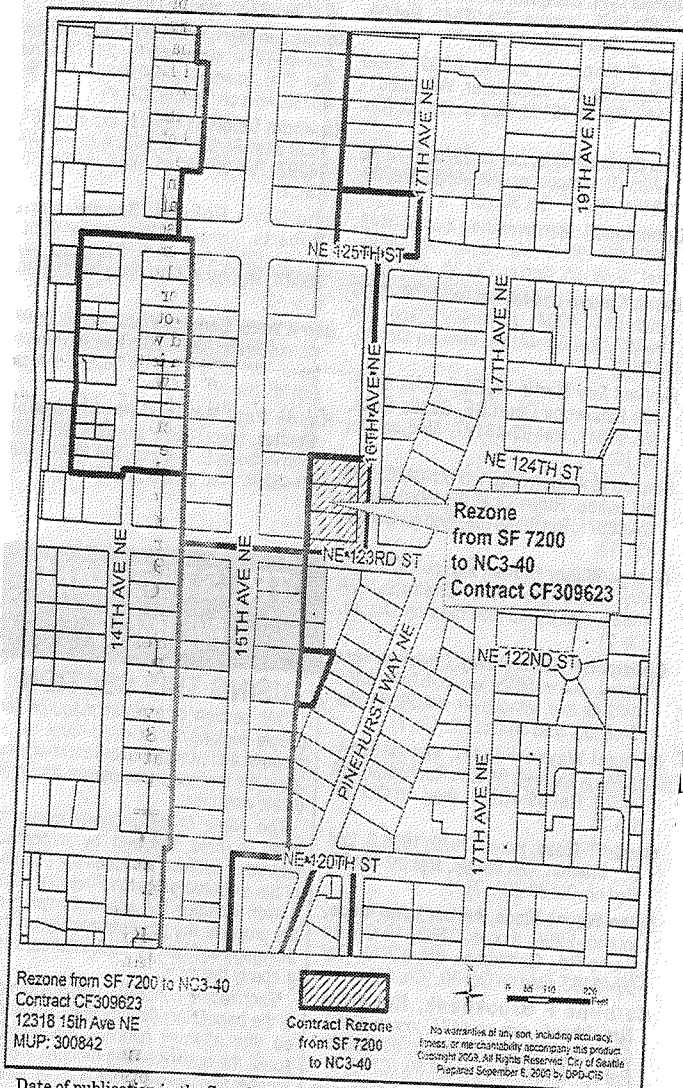 17TH AVE NE
19TH AVE NE
NE 125TH ST
16TH AVE NE
17TH AVE NE
NE 124TH ST
Rezone
from SF 7200
to NC3-40
Contract CF309623
NE 123RD ST
14TH AVE NE
15TH AVE NE
NE 122ND ST
PINEHURST WAY NE
17TH AVE NE
NE 120TH ST
Rezone from SF 7200 to NC3-40
Contract CF309623
12318 15th Ave NE
MUP: 300842
Contract Rezone
from SF 7200
to NC3-40
0 55 110 220
Feet
No warranties of any sort, including accuracy,
fitness, or merchantability accompany this product.
Copyright 2009, All Rights Reserved, City of Seattle
Prepared September 8, 2009 by DPD-GIS
Date of publication in the